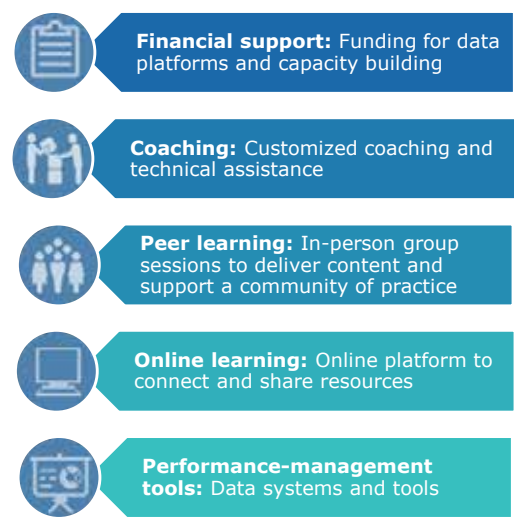 Financial support: Funding for data
platforms and capacity building
Coaching: Customized coaching and
technical assistance
Peer learning: In-person group
sessions to deliver content and
support a community of practice
Online learning: Online platform to
connect and share resources
Performance-management
tools: Data systems and tools